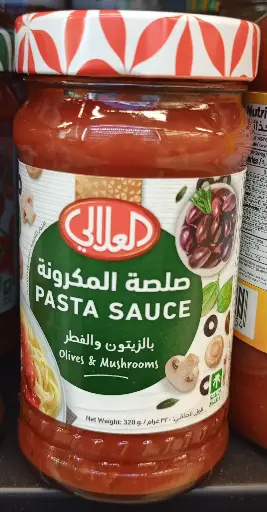 العلالي
صلصة المكرونة
PASTA SAUCE
بالزيتون والفطر
Olives & Mushrooms
Net Weight: 320 g